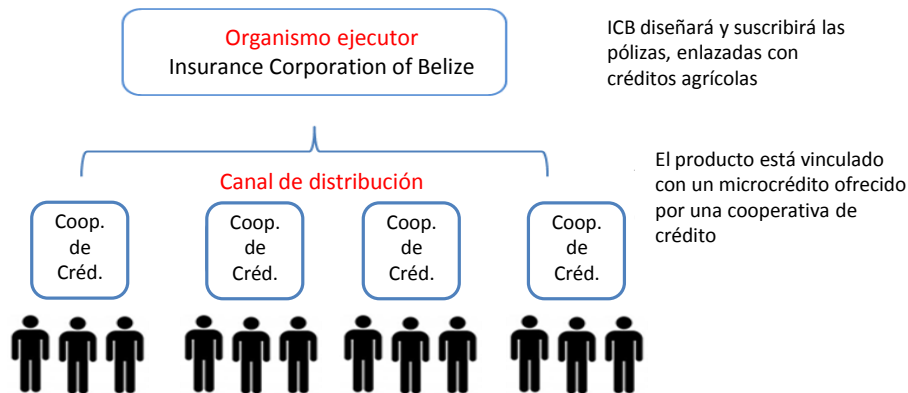 Organismo ejecutor
Insurance Corporation of Belize
ICB diseñará y suscribirá las
pólizas, enlazadas con
créditos agrícolas
Canal de distribución
El producto está vinculado
con un microcrédito ofrecido
por una cooperativa de
crédito
Coop.
de
Créd.
Coop.
de
Créd.
Coop.
de
Créd.
Coop.
de
Créd.